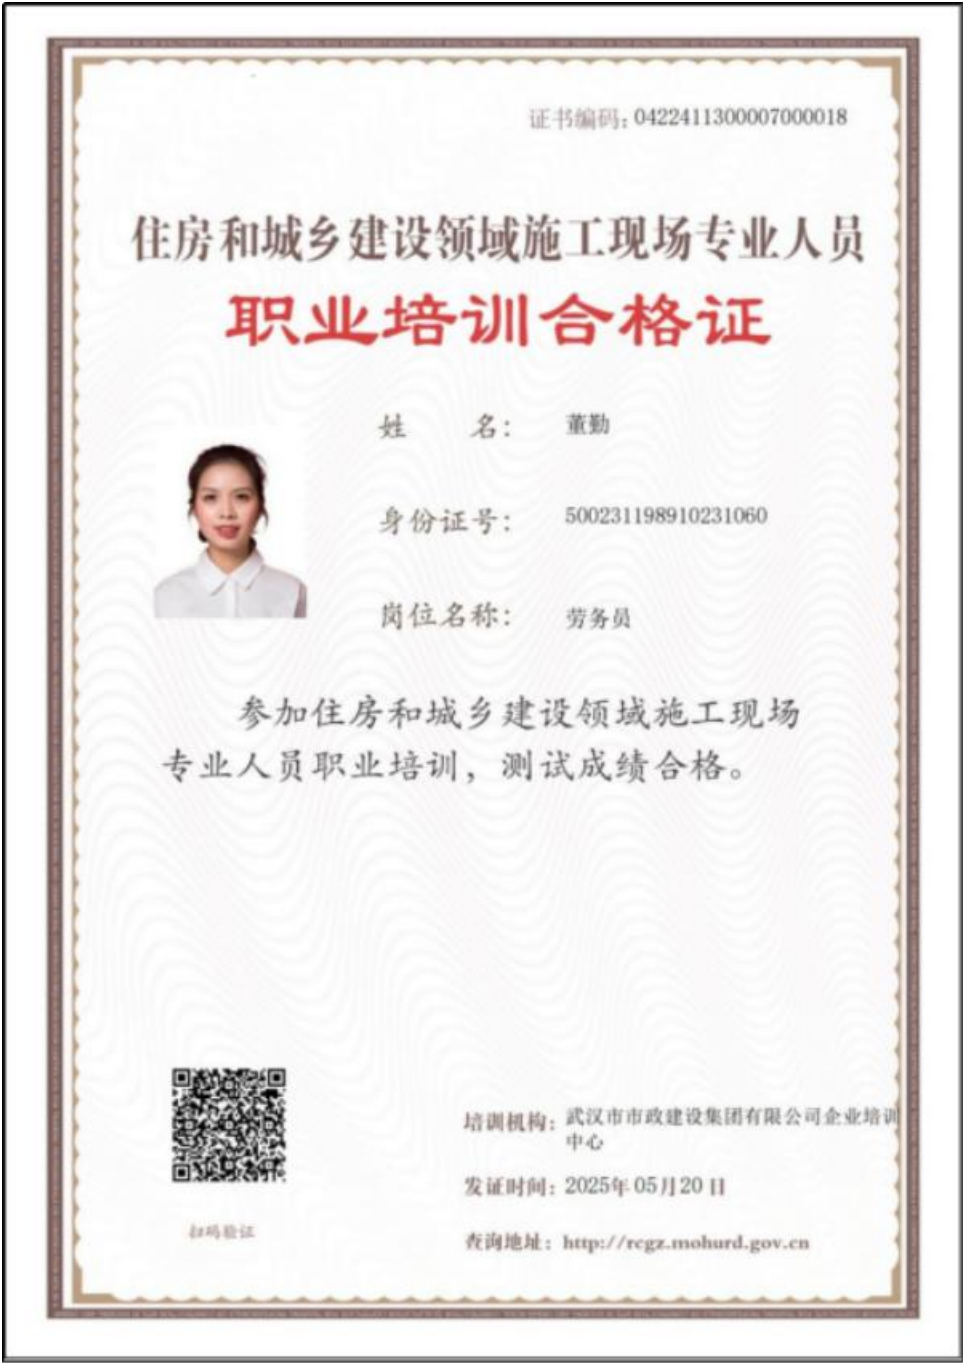 证书编码：0422411300007000018
住房和城乡建设领域施工现场专业人员
职业培训合格证
姓 名： 董勤
身份证号： 500231198910231060
岗位名称： 劳务员
参加住房和城乡建设领域施工现场
专业人员职业培训，测试成绩合格。
培训机构：武汉市市政建设集团有限公司企业培训
中心
发证时间：2025年05月20日
扫码验证
查询地址：http://rcgz.mohurd.gov.cn